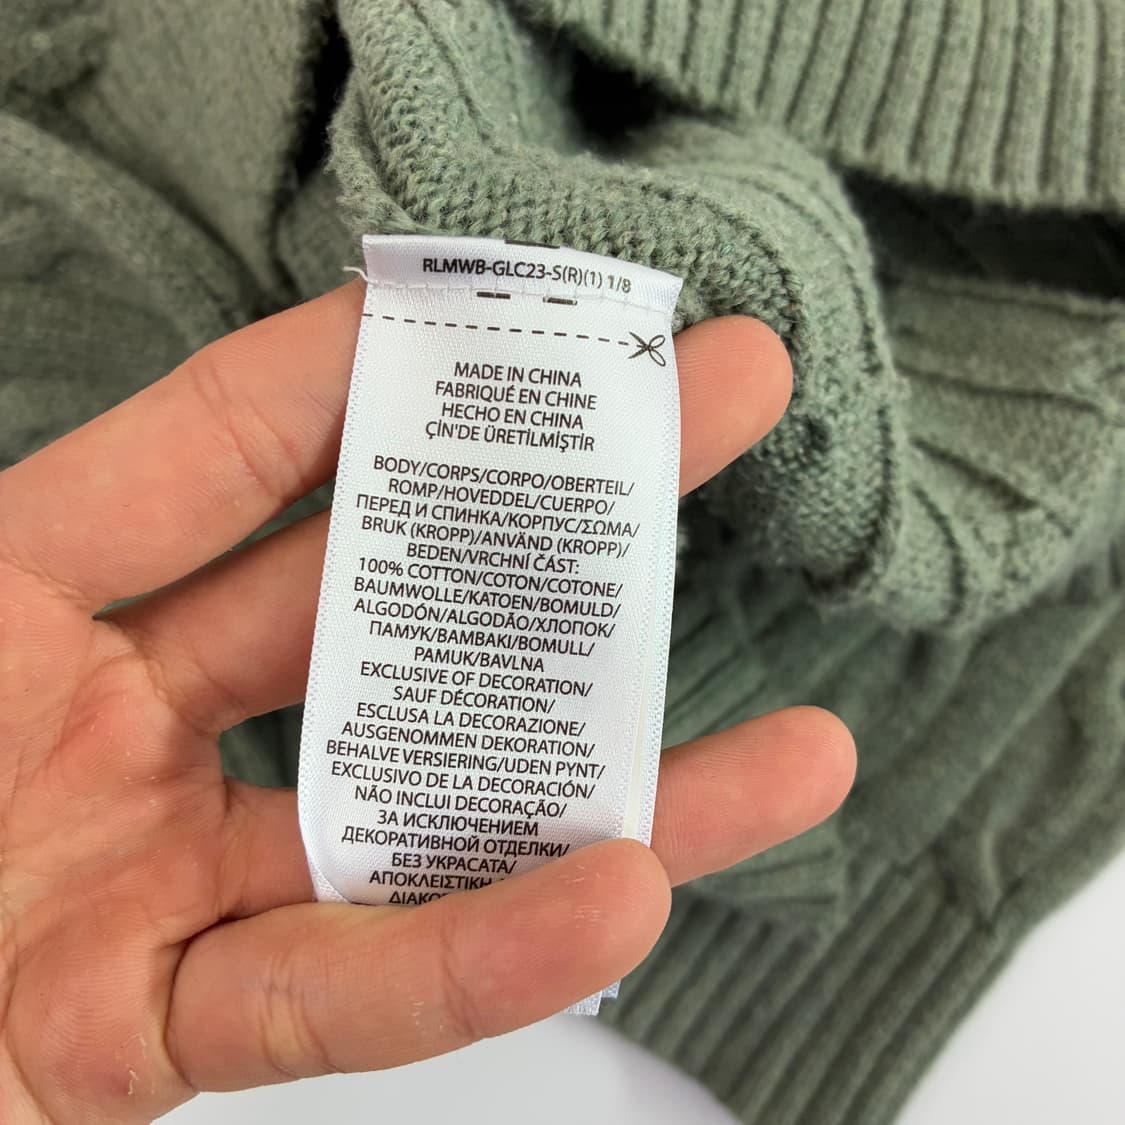 RLMWB-GLC23-S(R)(1) 1/8
MADE IN CHINA
FABRIQUÉ EN CHINE
HECHO EN CHINA
ÇİN'DE ÜRETİLMİŞTİR
BODY/CORPS/CORPO/OBERTEIL/
ROMP/HOVEDDEL/CUERPO/
ПЕРЕД И СПИНКА/КОРПУС/ΣΩΜΑ/
BRUK (KROPP)/ANVÄND (KROPP)/
BEDEN/VRCHNÍ ČÁST:
100% COTTON/COTON/COTONE/
BAUMWOLLE/KATOEN/BOMULD/
ALGODÓN/ALGODÃO/ХЛОПОК/
ПАМУК/ΒΑΜΒΑΚΙ/BOMULL/
PAMUK/BAVLNA
EXCLUSIVE OF DECORATION/
SAUF DÉCORATION/
ESCLUSA LA DECORAZIONE/
AUSGENOMMEN DEKORATION/
BEHALVE VERSIERING/UDEN PYNT/
EXCLUSIVO DE LA DECORACIÓN/
NÃO INCLUI DECORAÇÃO/
ЗА ИСКЛЮЧЕНИЕМ
ДЕКОРАТИВНОЙ ОТДЕЛКИ/
БЕЗ УКРАСАТА/